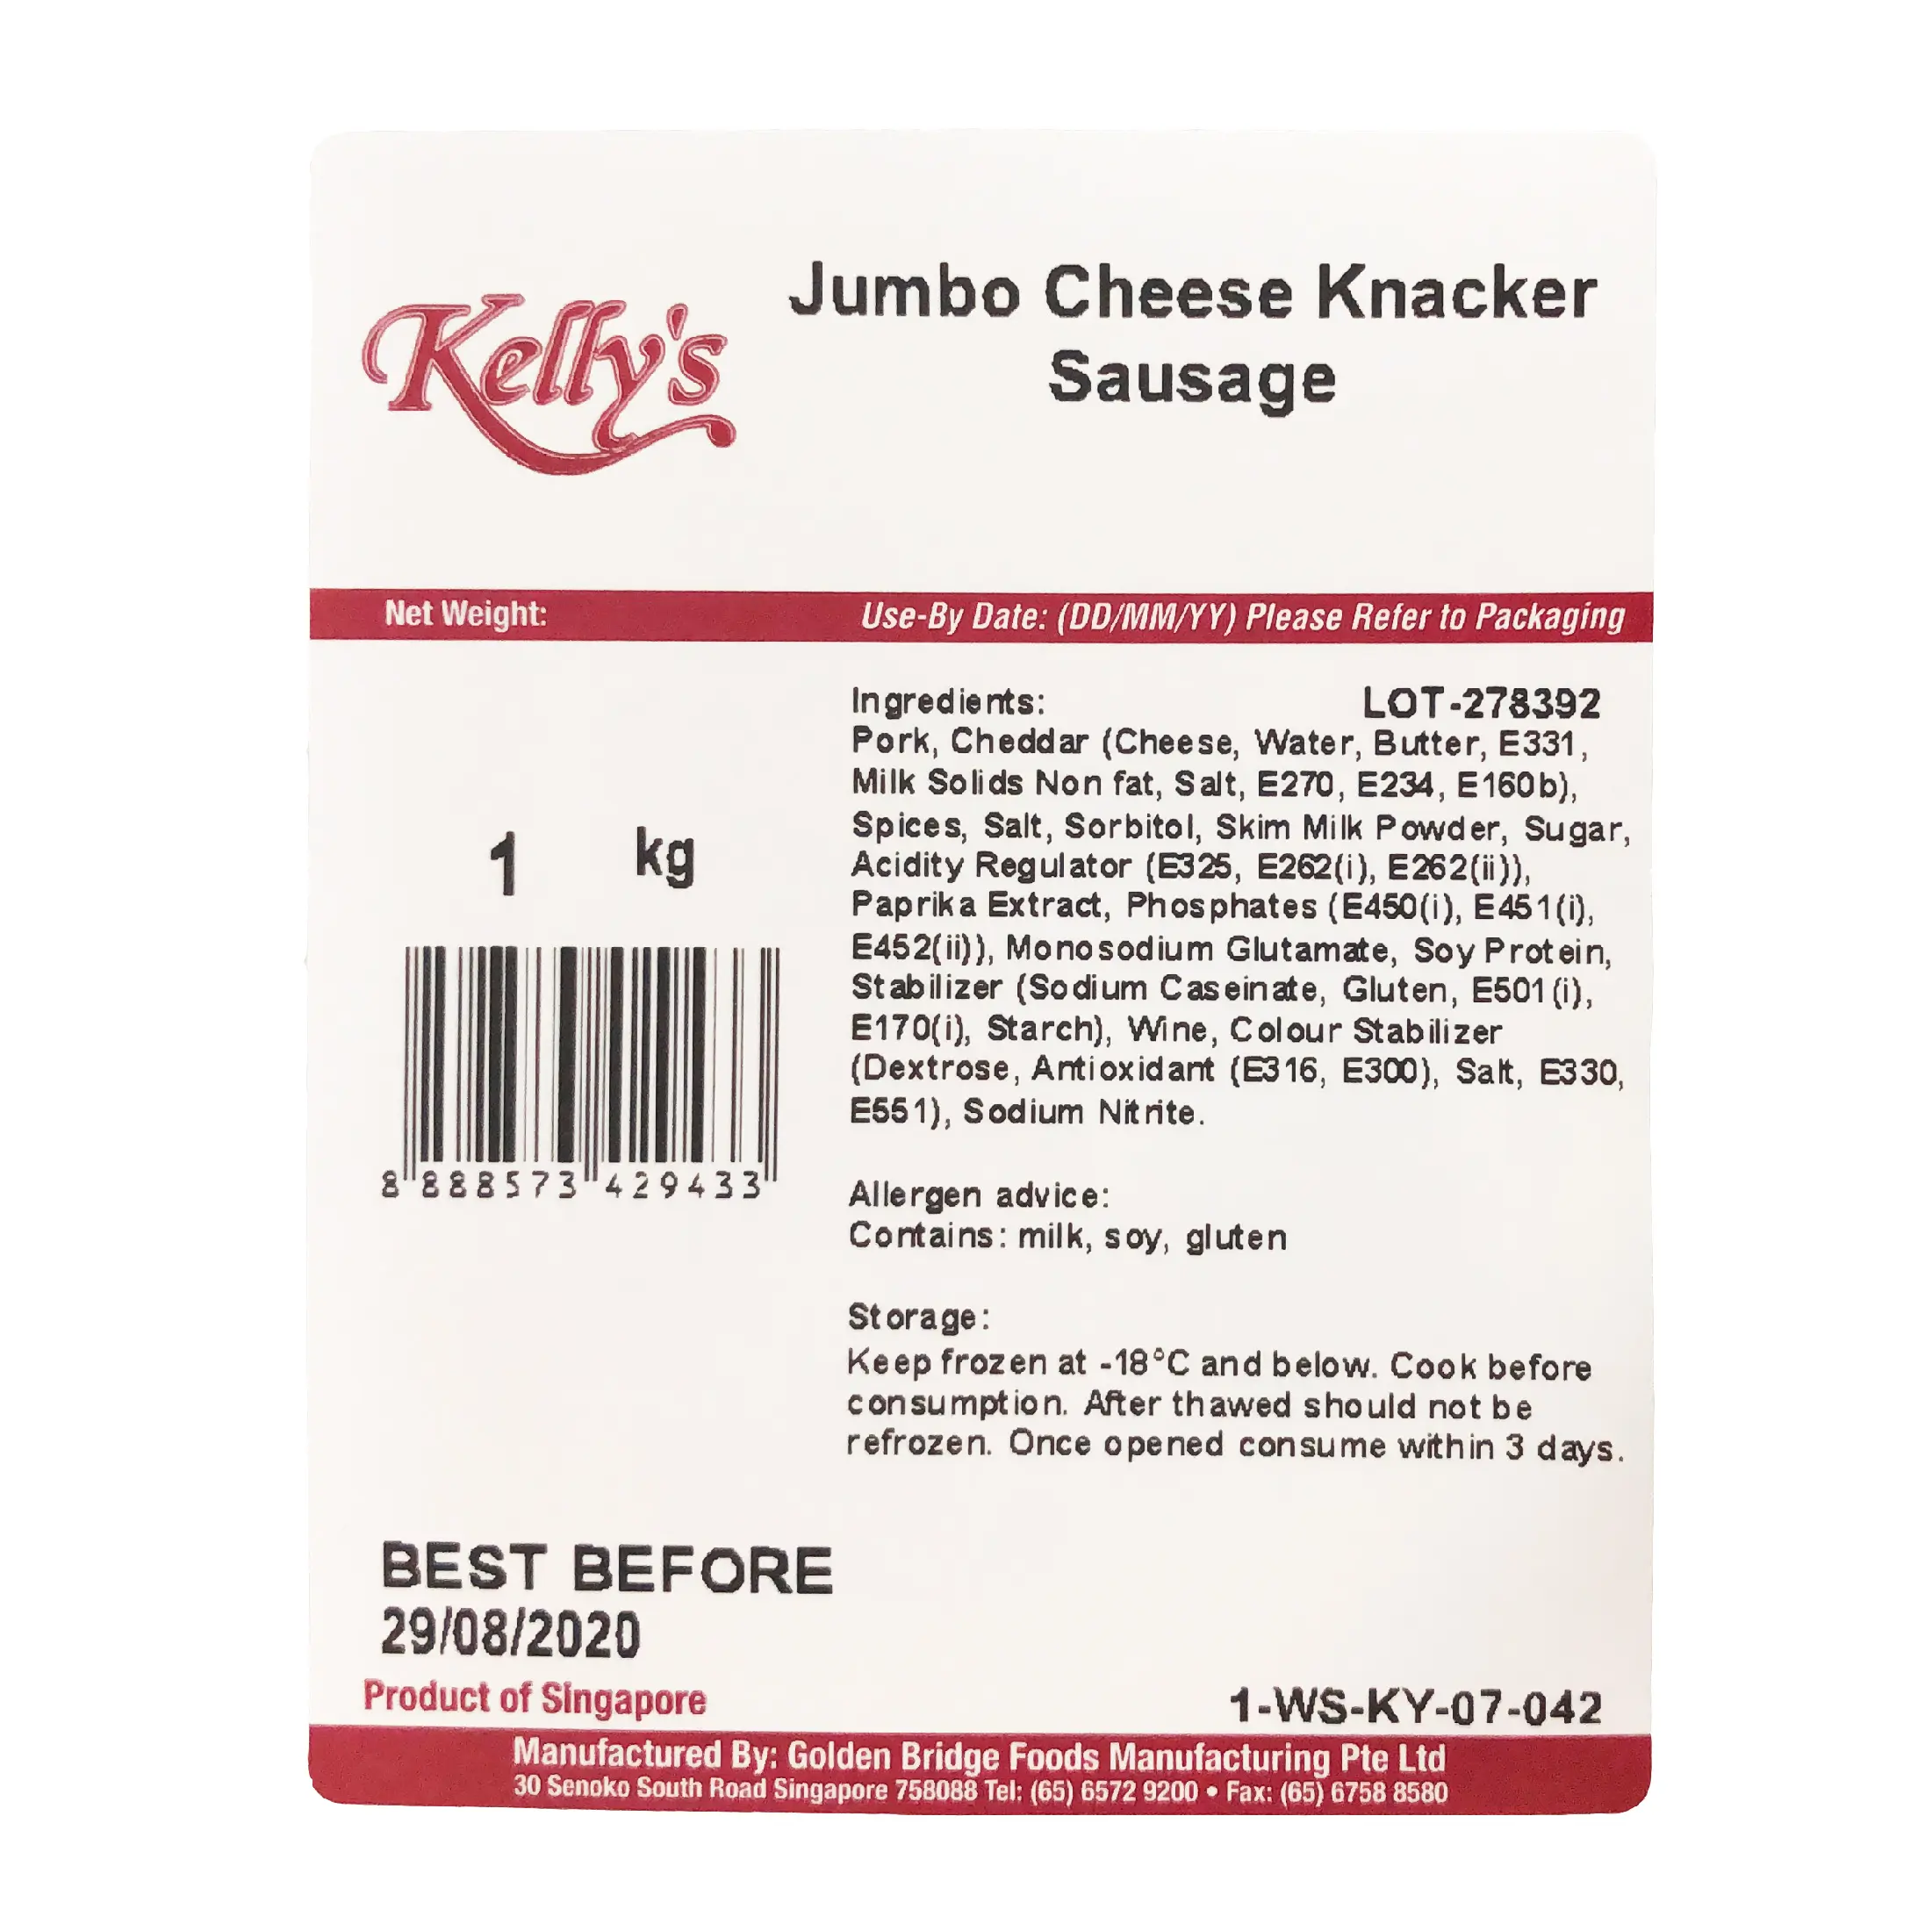 Kelly's
Jumbo Cheese Knacker
Sausage
Net Weight:
Use-By Date: (DD/MM/YY) Please Refer to Packaging
1 kg
8 888573 429433
Ingredients: LOT-278392
Pork, Cheddar (Cheese, Water, Butter, E331,
Milk Solids Non fat, Salt, E270, E234, E160b),
Spices, Salt, Sorbitol, Skim Milk Powder, Sugar,
Acidity Regulator (E325, E262(i), E262(ii)),
Paprika Extract, Phosphates (E450(i), E451(i),
E452(ii)), Monosodium Glutamate, Soy Protein,
Stabilizer (Sodium Caseinate, Gluten, E501(i),
E170(i), Starch), Wine, Colour Stabilizer
(Dextrose, Antioxidant (E316, E300), Salt, E330,
E551), Sodium Nitrite.
Allergen advice:
Contains: milk, soy, gluten
Storage:
Keep frozen at -18°C and below. Cook before
consumption. After thawed should not be
refrozen. Once opened consume within 3 days.
BEST BEFORE
29/08/2020
Product of Singapore
1-WS-KY-07-042
Manufactured By: Golden Bridge Foods Manufacturing Pte Ltd
30 Senoko South Road Singapore 758088 Tel: (65) 6572 9200 • Fax: (65) 6758 8580